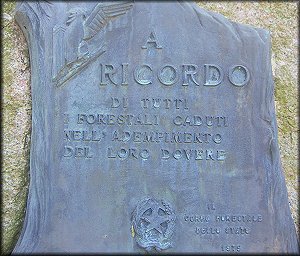 A
RICORDO
DI TUTTI
I FORESTALI CADUTI
NELL'ADEMPIMENTO
DEL LORO DOVERE
IL
CORPO FORESTALE
DELLO STATO